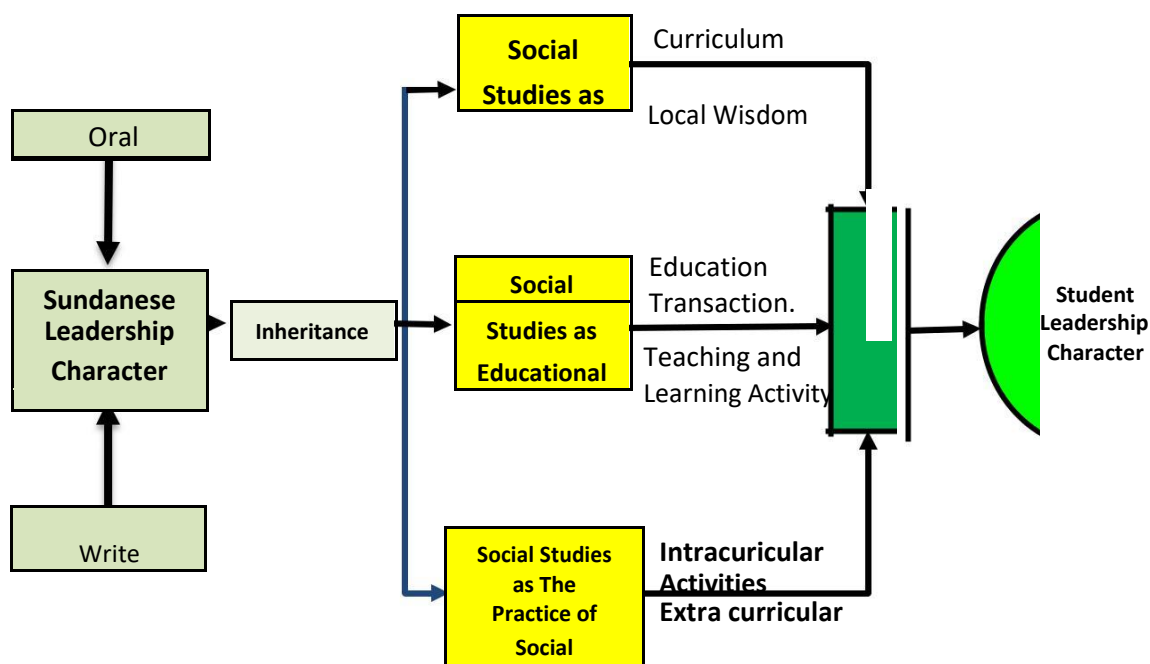 Oral
Sundanese
Leadership
Character
Write
Inheritance
Social
Studies as
Curriculum
Local Wisdom
Social
Studies as
Educational
Education
Transaction.
Teaching and
Learning Activity
Social Studies
as The
Practice of
Social
Intracuricular
Activities
Extra curricular
Student
Leadership
Character